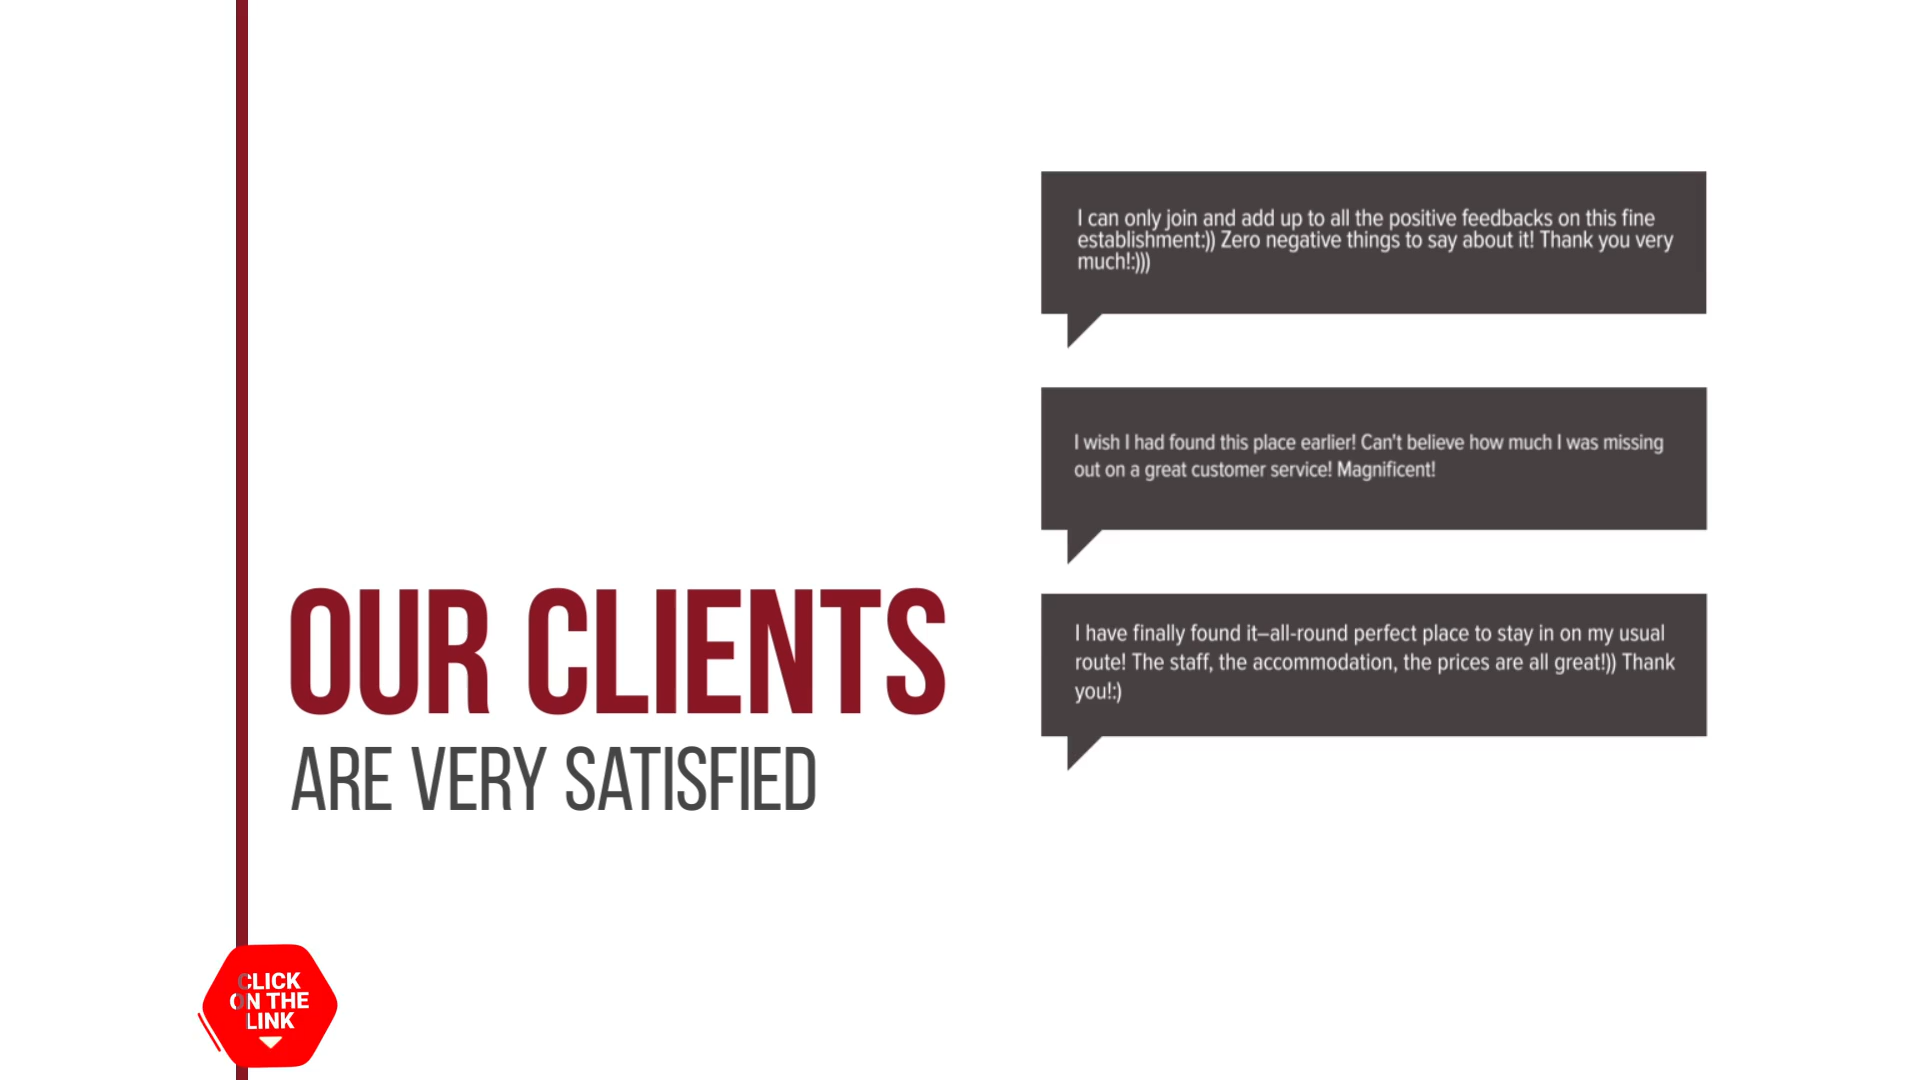 I can only join and add up to all the positive feedbacks on this fine
establishment:)) Zero negative things to say about it! Thank you very
much!:)))
I wish I had found this place earlier! Can't believe how much I was missing
out on a great customer service! Magnificent!
I have finally found it–all-round perfect place to stay in on my usual
route! The staff, the accommodation, the prices are all great!)) Thank
you!:)
OUR CLIENTS
ARE VERY SATISFIED
CLICK
ON THE
LINK